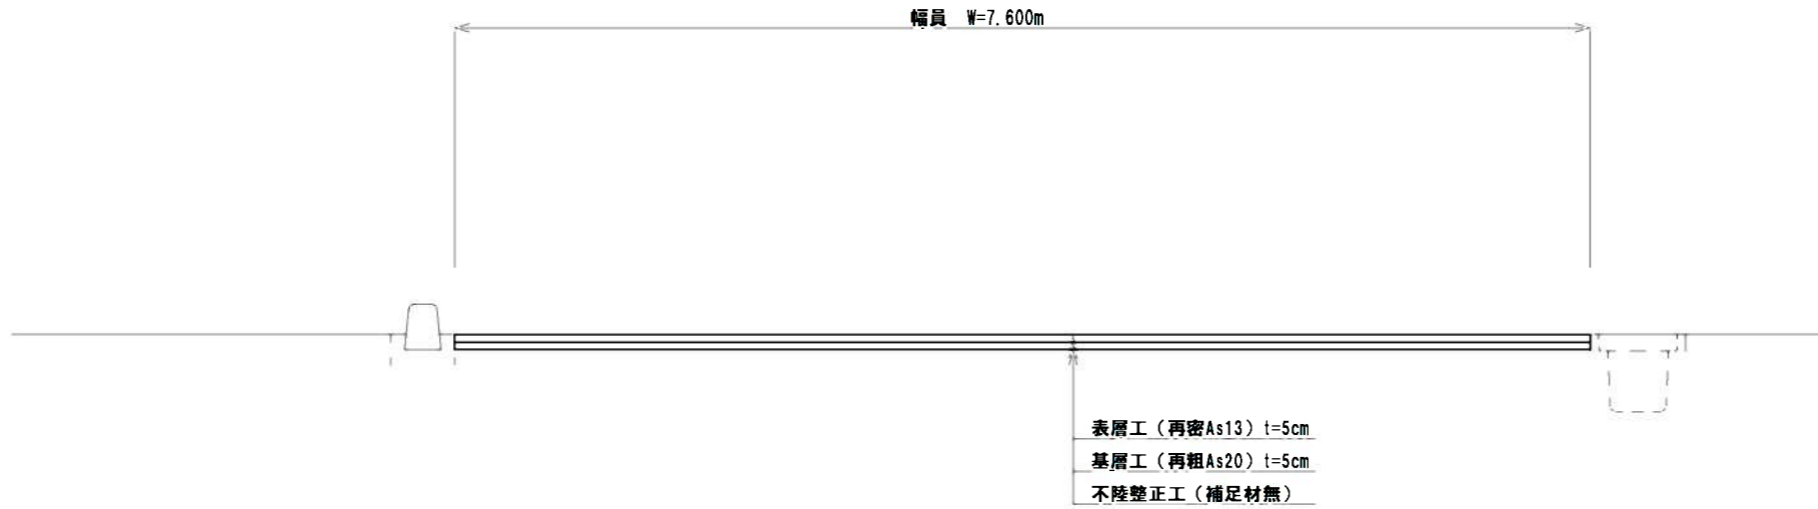 幅員　W=7.600m
表層工（再密As13）t=5cm
基層工（再粗As20）t=5cm
不陸整正工（補足材無）